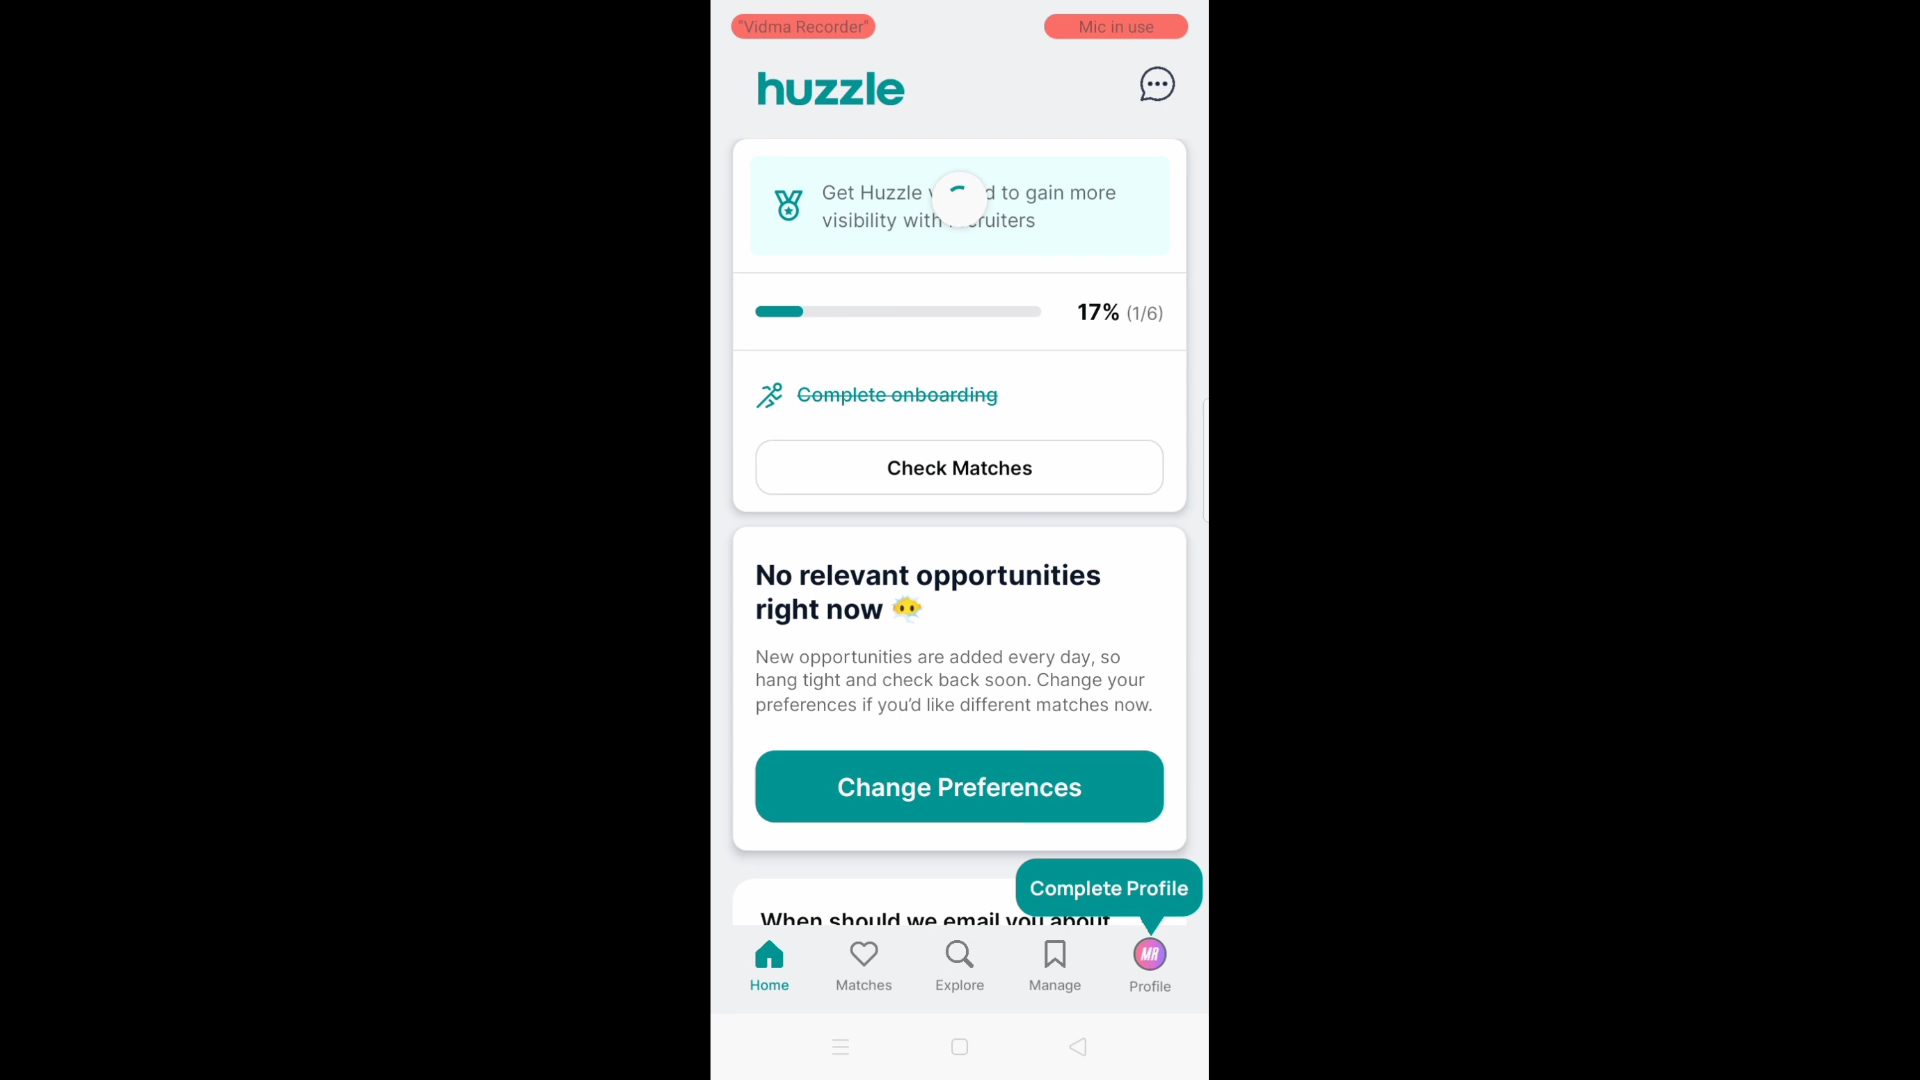 "Vidma Recorder"
Mic in use
huzzle
Get Huzzle to gain more
visibility with
17% (1/6)
Complete onboarding
Check Matches
No relevant opportunities
right now
New opportunities are added every day, so
hang tight and check back soon. Change your
preferences if you'd like different matches now.
Change Preferences
Complete Profile
When should we email you about
MR
Home
Matches
Explore
Manage
Profile